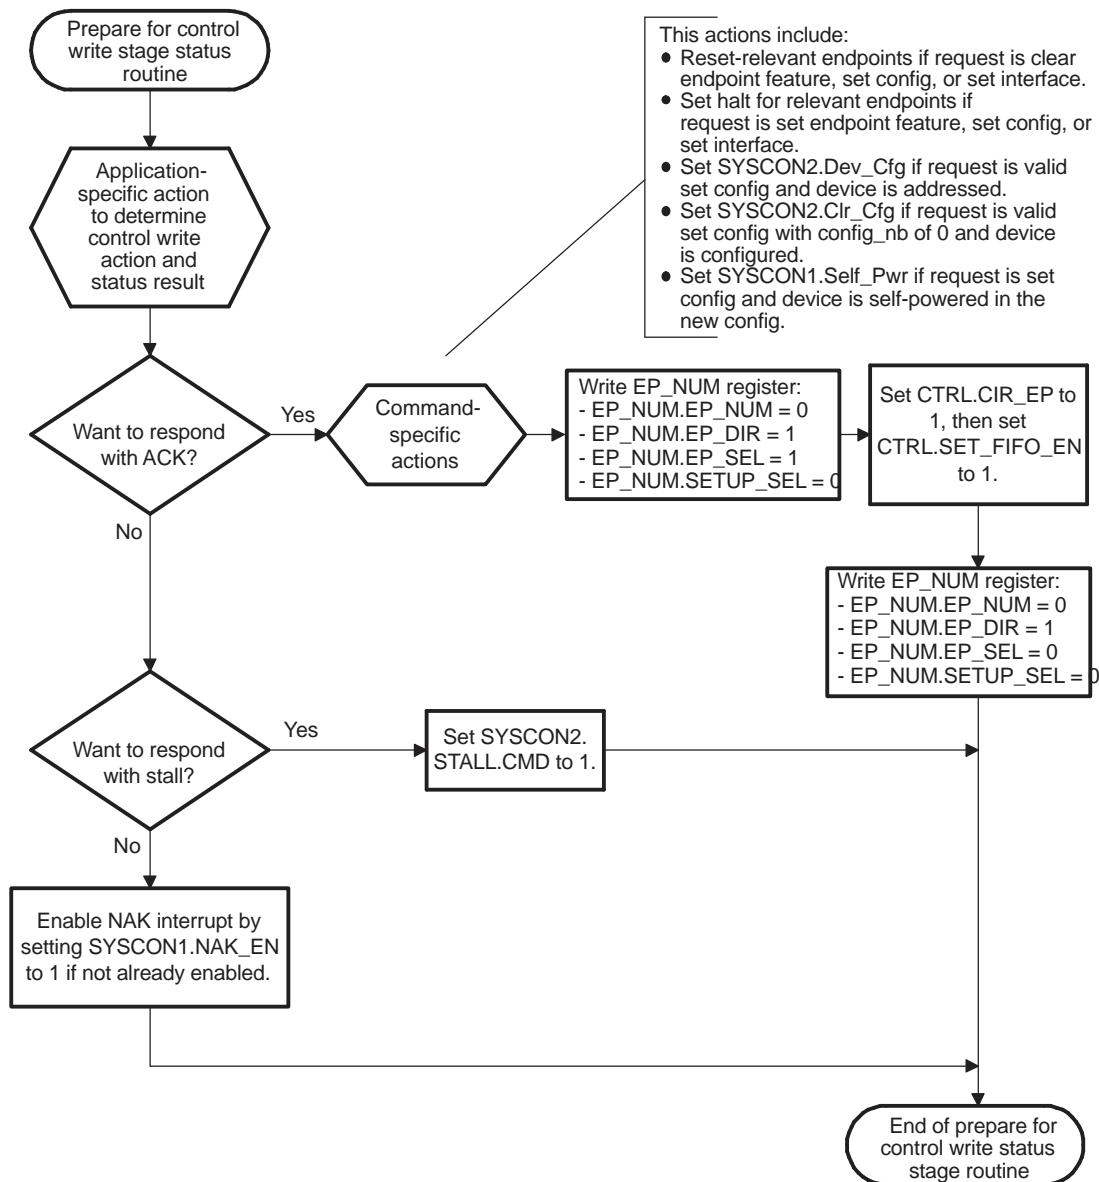 Prepare for control
write stage status
routine
This actions include:
● Reset-relevant endpoints if request is clear
endpoint feature, set config, or set interface.
● Set halt for relevant endpoints if
request is set endpoint feature, set config, or
set interface.
● Set SYSCON2.Dev_Cfg if request is valid
set config and device is addressed.
● Set SYSCON2.Clr_Cfg if request is valid
set config with config_nb of 0 and device
is configured.
● Set SYSCON1.Self_Pwr if request is set
config and device is self-powered in the
new config.
Application-
specific action
to determine
control write
action and
status result
Want to respond
with ACK?
Yes
No
Command-
specific
actions
Write EP_NUM register:
- EP_NUM.EP_NUM = 0
- EP_NUM.EP_DIR = 1
- EP_NUM.EP_SEL = 1
- EP_NUM.SETUP_SEL = 0
Set CTRL.CIR_EP to
1, then set
CTRL.SET_FIFO_EN
to 1.
Write EP_NUM register:
- EP_NUM.EP_NUM = 0
- EP_NUM.EP_DIR = 1
- EP_NUM.EP_SEL = 0
- EP_NUM.SETUP_SEL = 0
Want to respond
with stall?
Yes
No
Set SYSCON2.
STALL.CMD to 1.
Enable NAK interrupt by
setting SYSCON1.NAK_EN
to 1 if not already enabled.
End of prepare for
control write status
stage routine